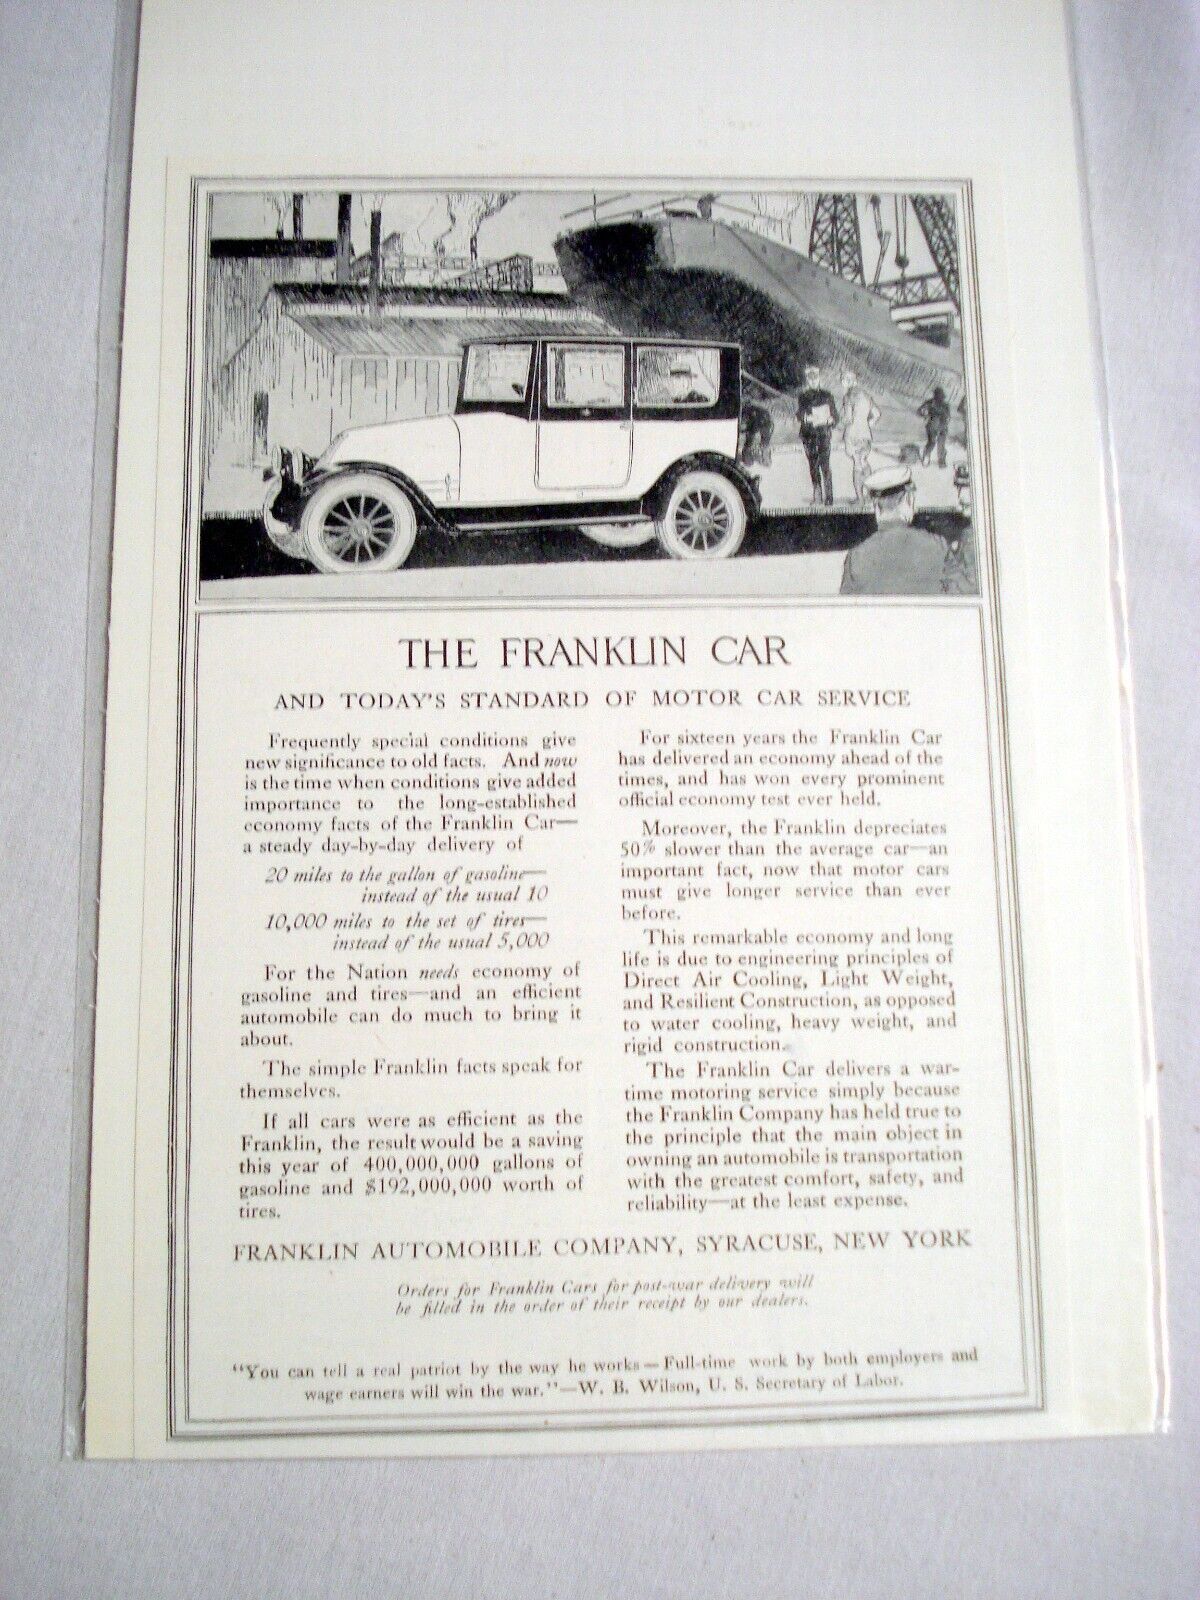 THE FRANKLIN CAR
AND TODAY'S STANDARD OF MOTOR CAR SERVICE
Frequently special conditions give
new significance to old facts. And now
is the time when conditions give added
importance to the long-established
economy facts of the Franklin Car—
a steady day-by-day delivery of
20 miles to the gallon of gasoline—
instead of the usual 10
10,000 miles to the set of tires—
instead of the usual 5,000
For the Nation needs economy of
gasoline and tires—and an efficient
automobile can do much to bring it
about.
The simple Franklin facts speak for
themselves.
If all cars were as efficient as the
Franklin, the result would be a saving
this year of 400,000,000 gallons of
gasoline and $192,000,000 worth of
tires.
For sixteen years the Franklin Car
has delivered an economy ahead of the
times, and has won every prominent
official economy test ever held.
Moreover, the Franklin depreciates
50% slower than the average car—an
important fact, now that motor cars
must give longer service than ever
before.
This remarkable economy and long
life is due to engineering principles of
Direct Air Cooling, Light Weight,
and Resilient Construction, as opposed
to water cooling, heavy weight, and
rigid construction.
The Franklin Car delivers a war-
time motoring service simply because
the Franklin Company has held true to
the principle that the main object in
owning an automobile is transportation
with the greatest comfort, safety, and
reliability—at the least expense.
FRANKLIN AUTOMOBILE COMPANY, SYRACUSE, NEW YORK
Orders for Franklin Cars for post-war delivery will
be filled in the order of their receipt by our dealers.
"You can tell a real patriot by the way he works—Full-time work by both employers and
wage earners will win the war."—W. B. Wilson, U. S. Secretary of Labor.